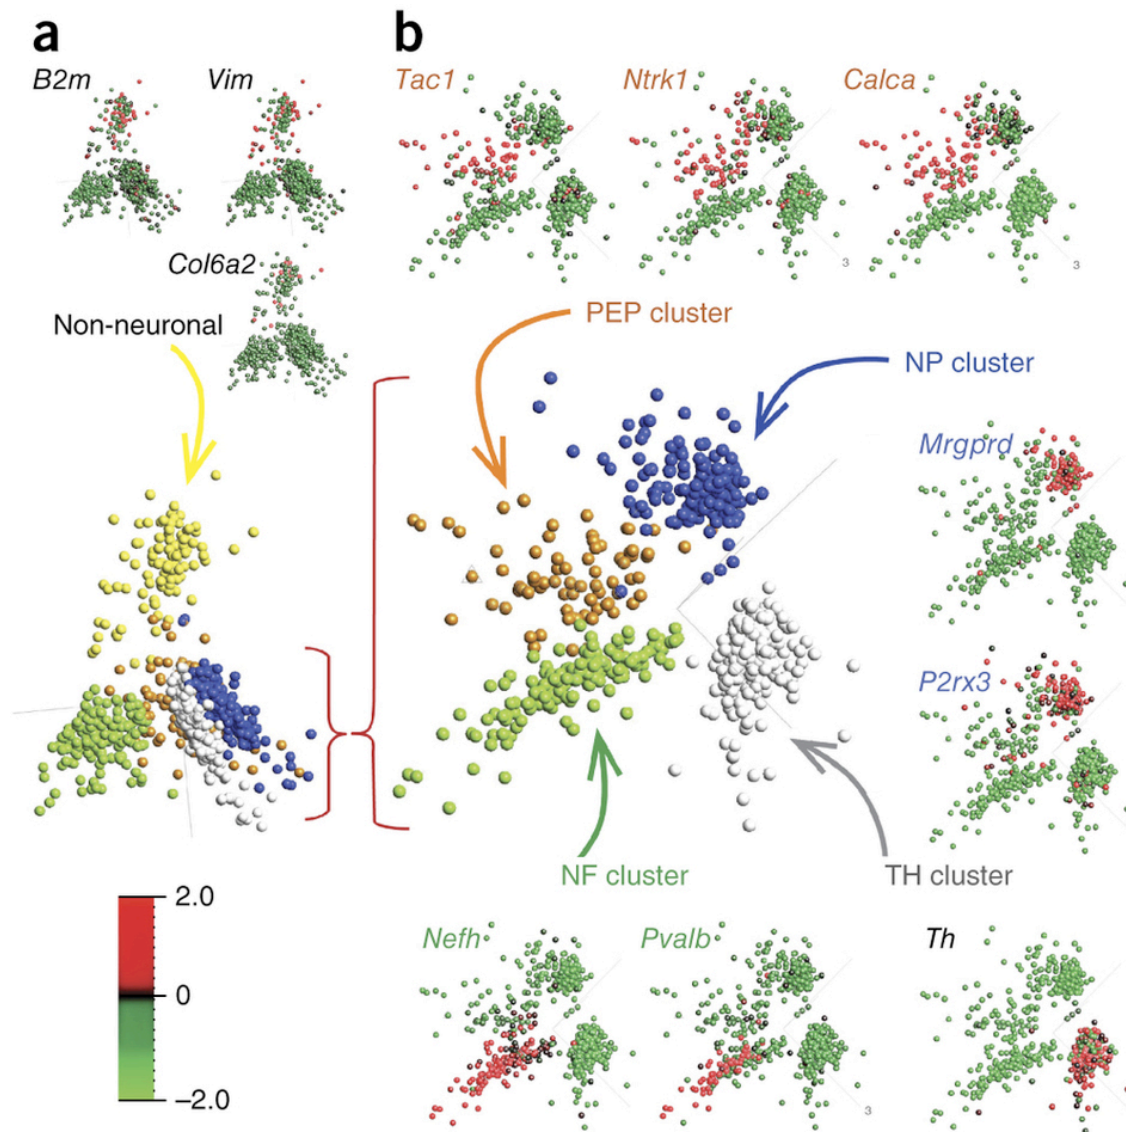 a
b
B2m
Vim
Tac1
Ntrk1
Calca
Col6a2
3
3
Non-neuronal
PEP cluster
NP cluster
Mrgprd
P2rx3
NF cluster
TH cluster
2.0
0
–2.0
Nefh
Pvalb
Th
3